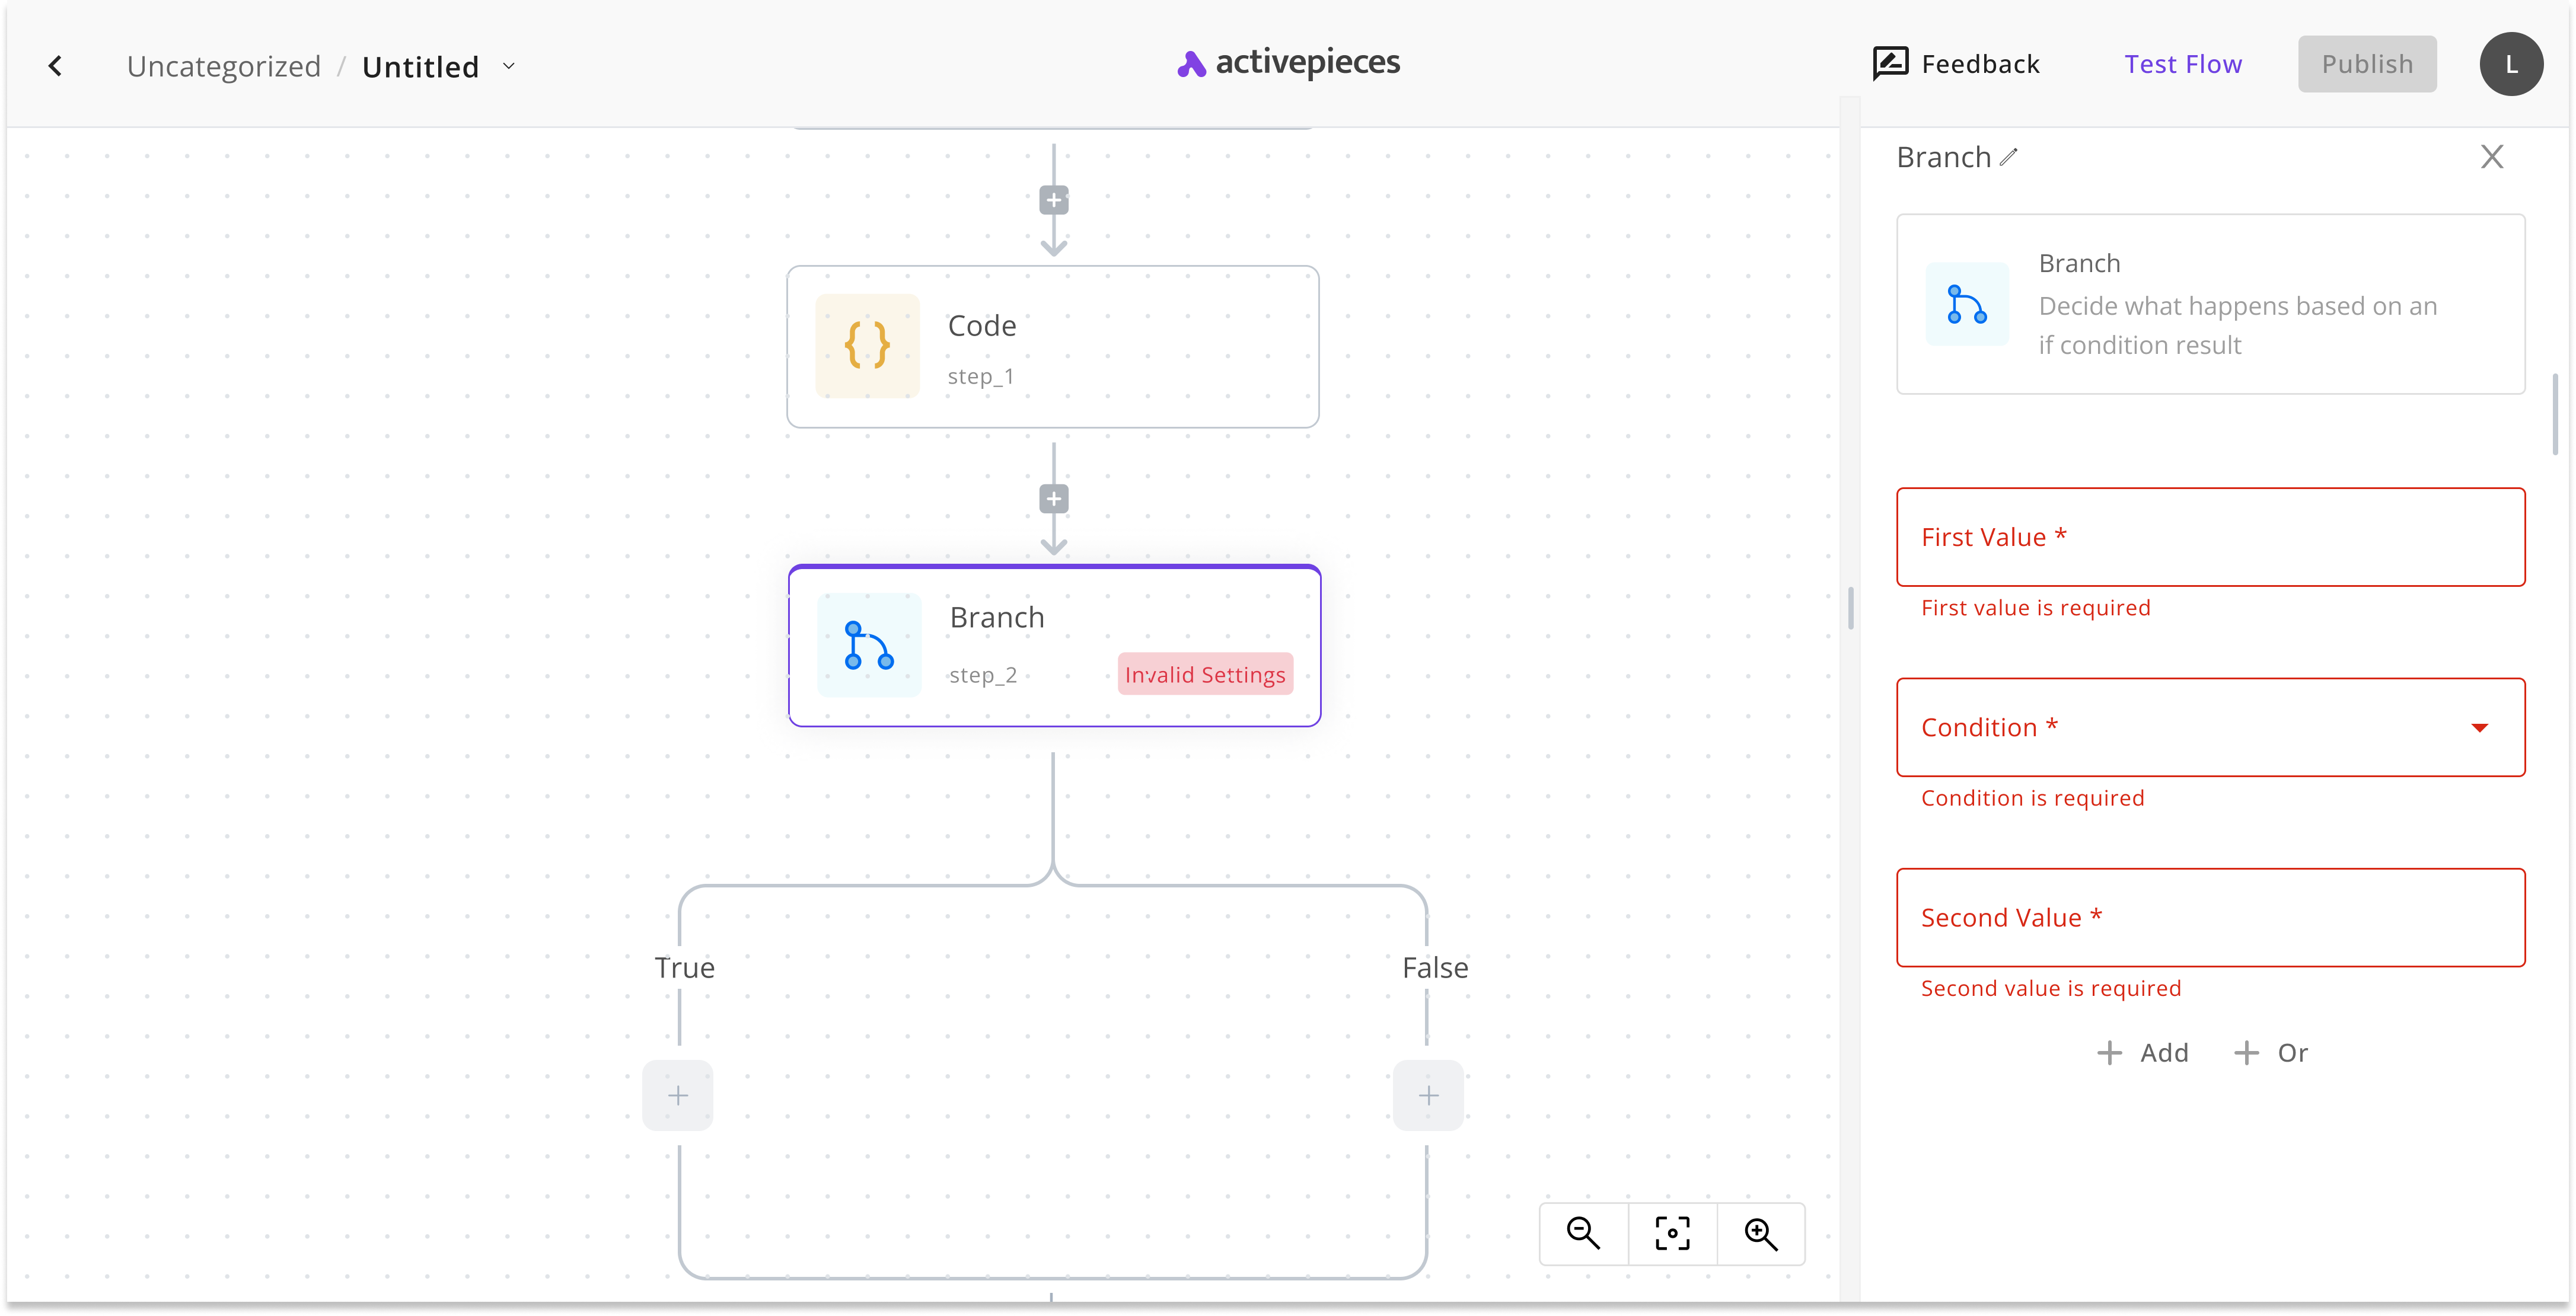 Uncategorized / Untitled
activepieces
Feedback
Test Flow
Publish
L
Code
step_1
Branch
step_2
Invalid Settings
True
False
Branch
X
Branch
Decide what happens based on an
if condition result
First Value *
First value is required
Condition *
Condition is required
Second Value *
Second value is required
+ Add + Or